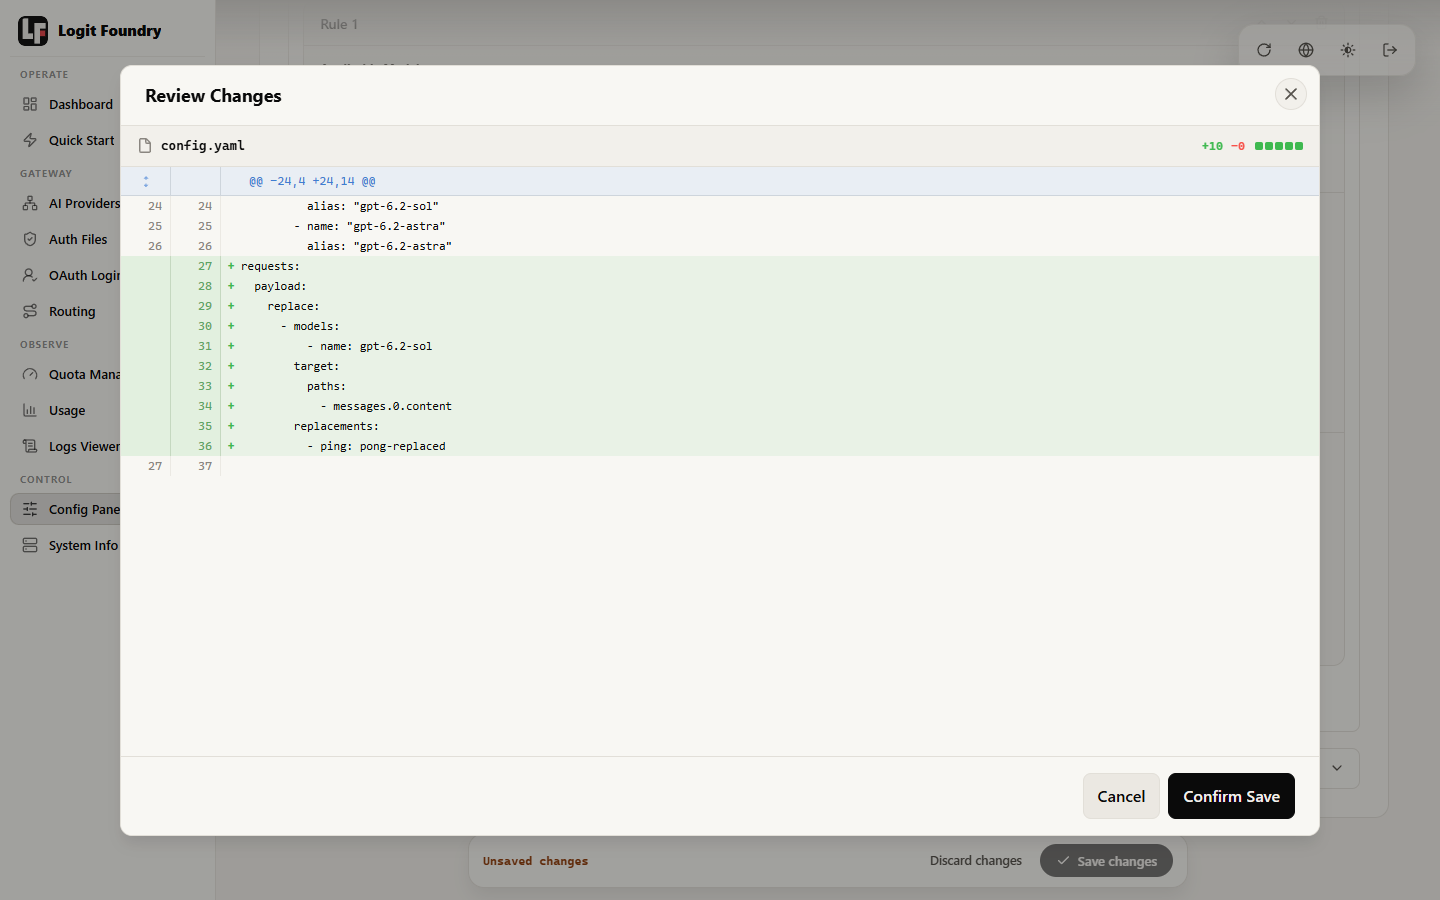 Logit Foundry
OPERATE
Dashboard
Quick Start
GATEWAY
AI Providers
Auth Files
OAuth Login
Routing
OBSERVE
Quota Mana
Usage
Logs Viewer
CONTROL
Config Pane
System Info
Rule 1
Review Changes
config.yaml
+10 −0
@@ −24,4 +24,14 @@
24 24 alias: "gpt-6.2-sol"
25 25 - name: "gpt-6.2-astra"
26 26 alias: "gpt-6.2-astra"
27 + requests:
28 + payload:
29 + replace:
30 + - models:
31 + - name: gpt-6.2-sol
32 + target:
33 + paths:
34 + - messages.0.content
35 + replacements:
36 + - ping: pong-replaced
27 37
Cancel
Confirm Save
Unsaved changes
Discard changes
Save changes